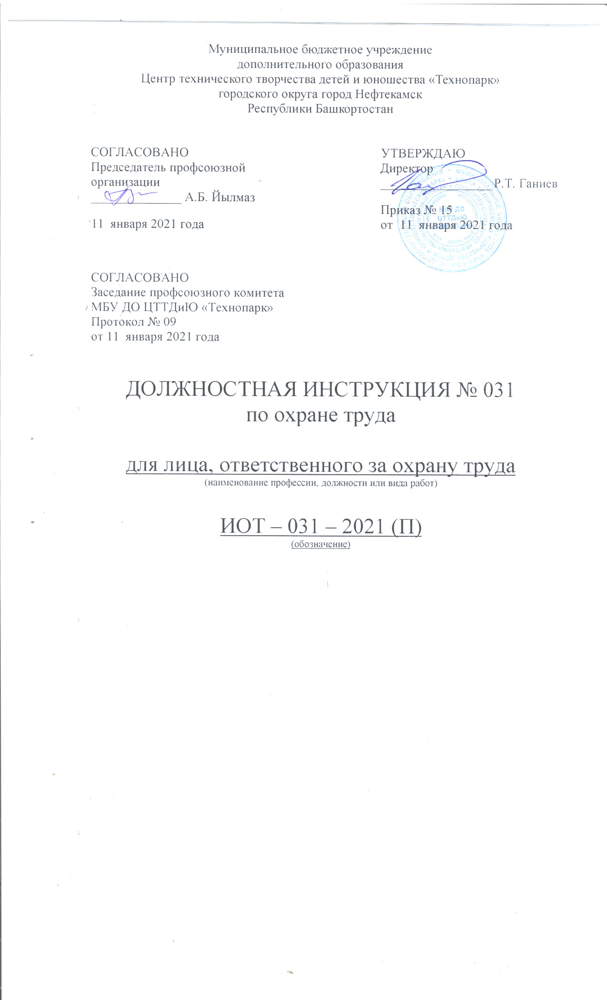 Муниципальное бюджетное учреждение
дополнительного образования
Центр технического творчества детей и юношества «Технопарк»
городского округа город Нефтекамск
Республики Башкортостан
СОГЛАСОВАНО
Председатель профсоюзной
организации
______________ А.Б. Йылмаз
11 января 2021 года
УТВЕРЖДАЮ
Директор
_________________ Р.Т. Ганиев
Приказ № 15
от 11 января 2021 года
МБУ ДО
ЦТТДиЮ
СОГЛАСОВАНО
Заседание профсоюзного комитета
МБУ ДО ЦТТДиЮ «Технопарк»
Протокол № 09
от 11 января 2021 года
ДОЛЖНОСТНАЯ ИНСТРУКЦИЯ № 031
по охране труда
для лица, ответственного за охрану труда
(наименование профессии, должности или вида работ)
ИОТ – 031 – 2021 (П)
(обозначение)